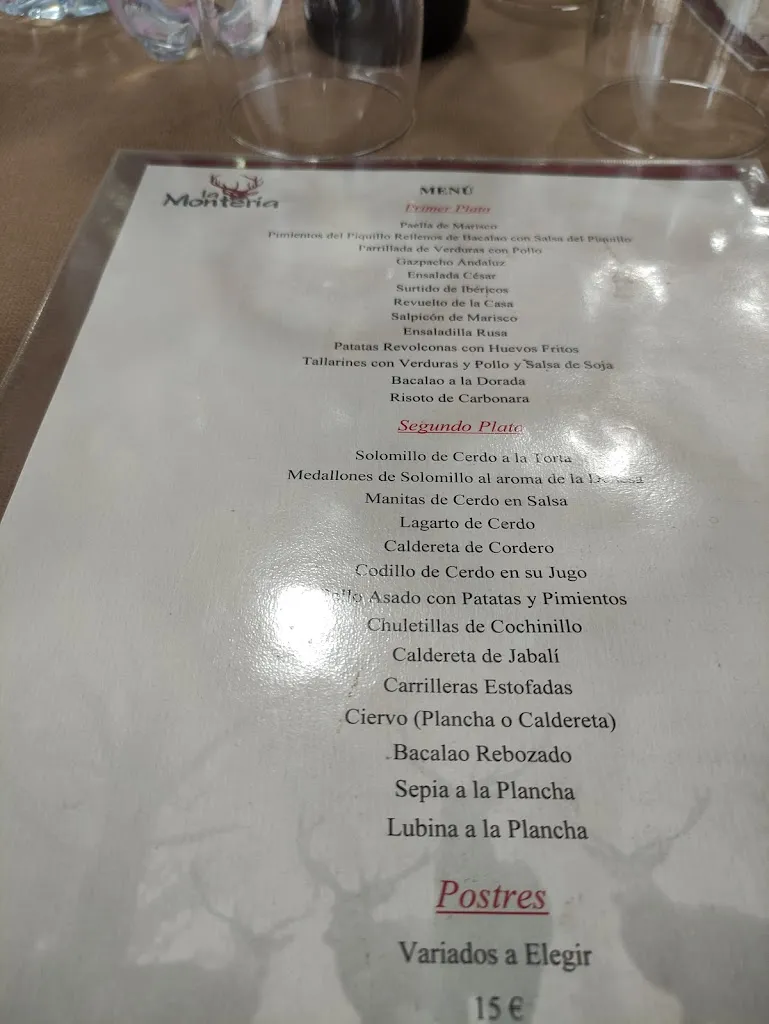 la
Montería
MENÚ
Primer Plato
Paella de Marisco
Pimientos del Piquillo Rellenos de Bacalao con Salsa del Piquillo
Parrillada de Verduras con Pollo
Gazpacho Andaluz
Ensalada César
Surtido de Ibéricos
Revuelto de la Casa
Salpicón de Marisco
Ensaladilla Rusa
Patatas Revolconas con Huevos Fritos
Tallarines con Verduras y Pollo y Salsa de Soja
Bacalao a la Dorada
Risoto de Carbonara
Segundo Plato
Solomillo de Cerdo a la Torta
Medallones de Solomillo al aroma de la
Manitas de Cerdo en Salsa
Lagarto de Cerdo
Caldereta de Cordero
Codillo de Cerdo en su Jugo
Pollo Asado con Patatas y Pimientos
Chuletillas de Cochinillo
Caldereta de Jabalí
Carrilleras Estofadas
Ciervo (Plancha o Caldereta)
Bacalao Rebozado
Sepia a la Plancha
Lubina a la Plancha
Postres
Variados a Elegir
15 €